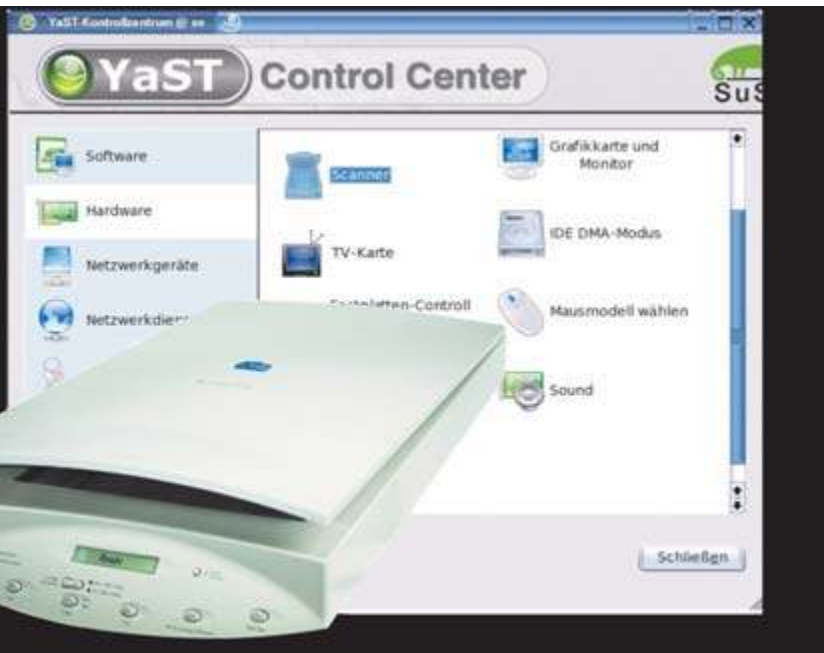 YaST-Kontrollzentrum @
YaST Control Center
SuS
Software
Hardware
Netzwerkgeräte
Scanner
TV-Karte
Grafikkarte und
Monitor
IDE DMA-Modus
Mausmodell wählen
Sound
Schließen